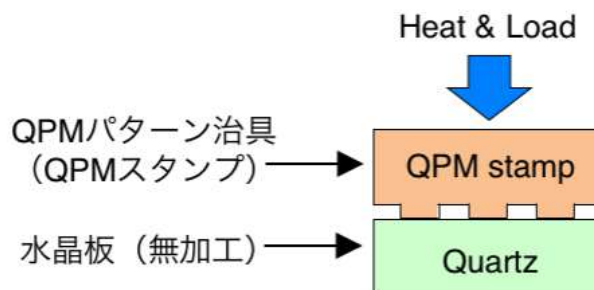 Heat & Load
QPMパターン治具
（QPMスタンプ）
QPM stamp
水晶板（無加工）
Quartz